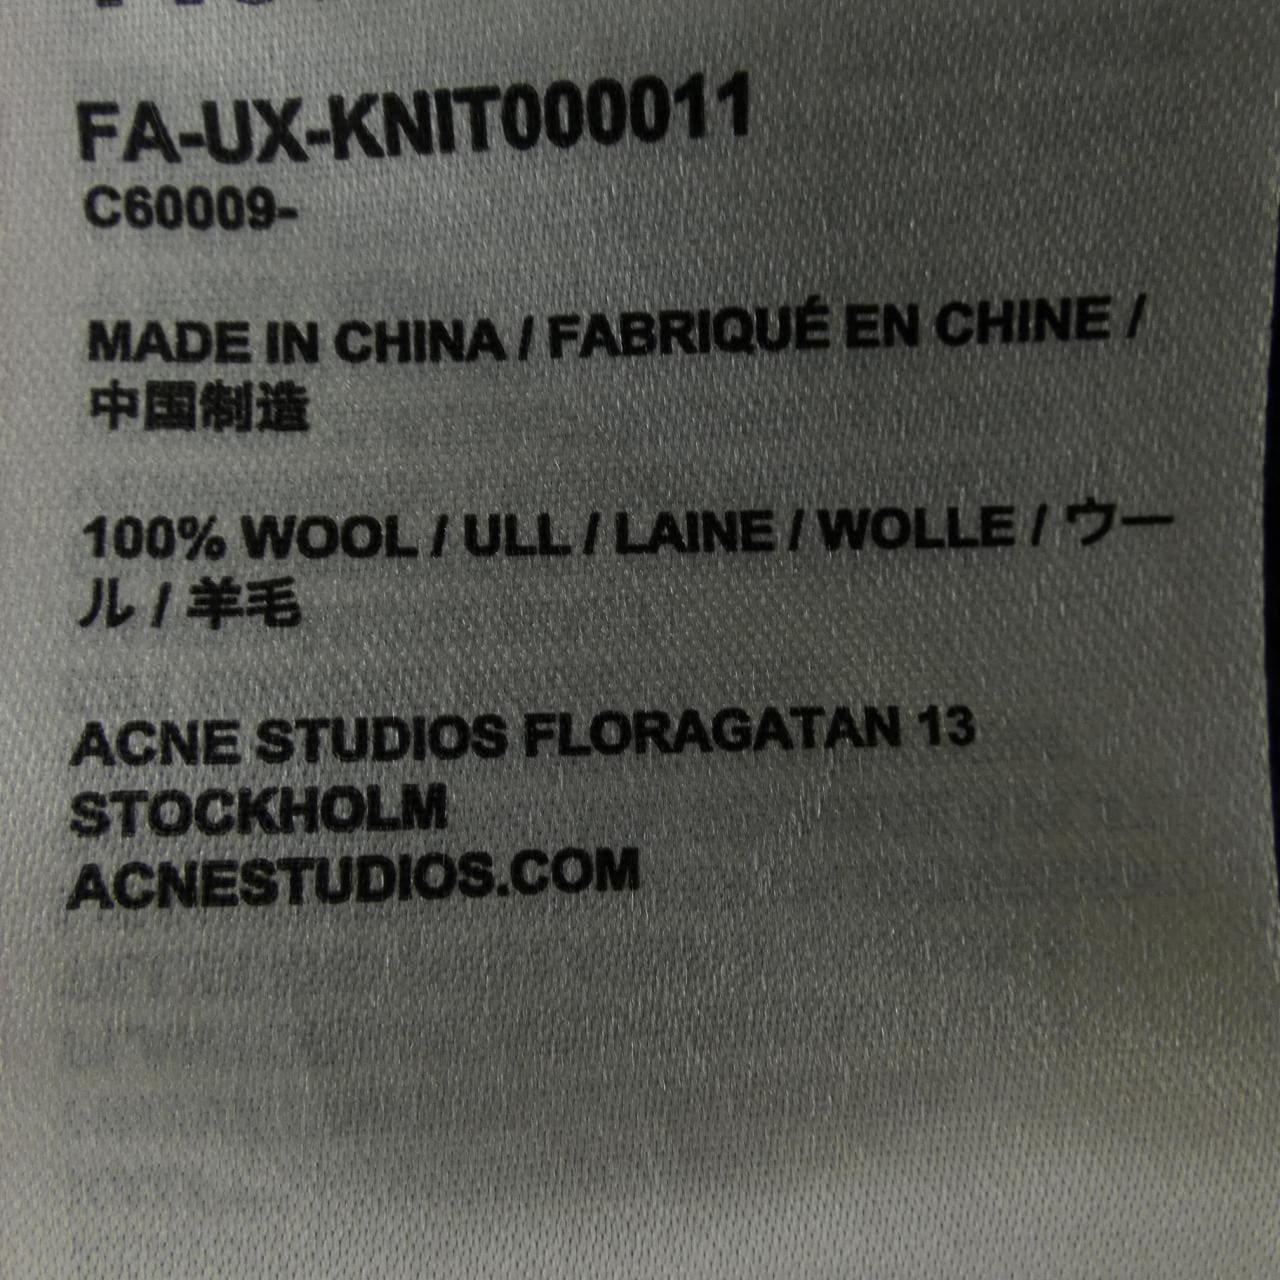 FA-UX-KNIT000011
C60009-
MADE IN CHINA / FABRIQUÉ EN CHINE /
中国制造
100% WOOL / ULL / LAINE / WOLLE / ウー
ル / 羊毛
ACNE STUDIOS FLORAGATAN 13
STOCKHOLM
ACNESTUDIOS.COM